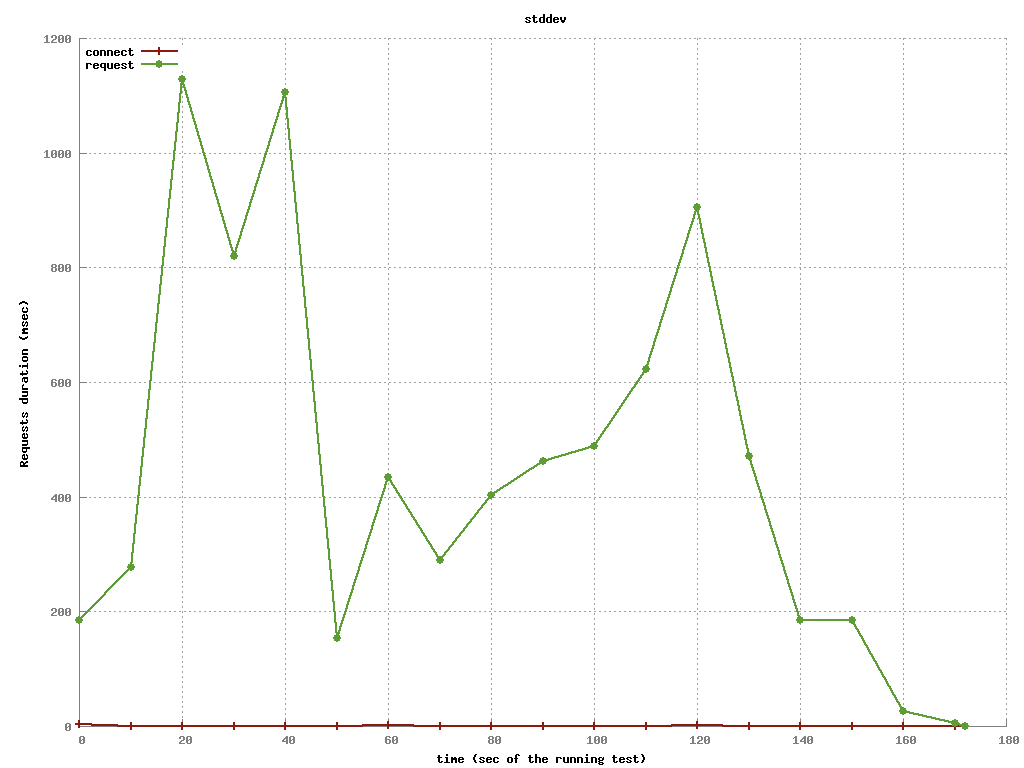 stddev
1200
connect
request
1000
800
600
400
200
0
Requests duration (msec)
0 20 40 60 80 100 120 140 160 180
time (sec of the running test)